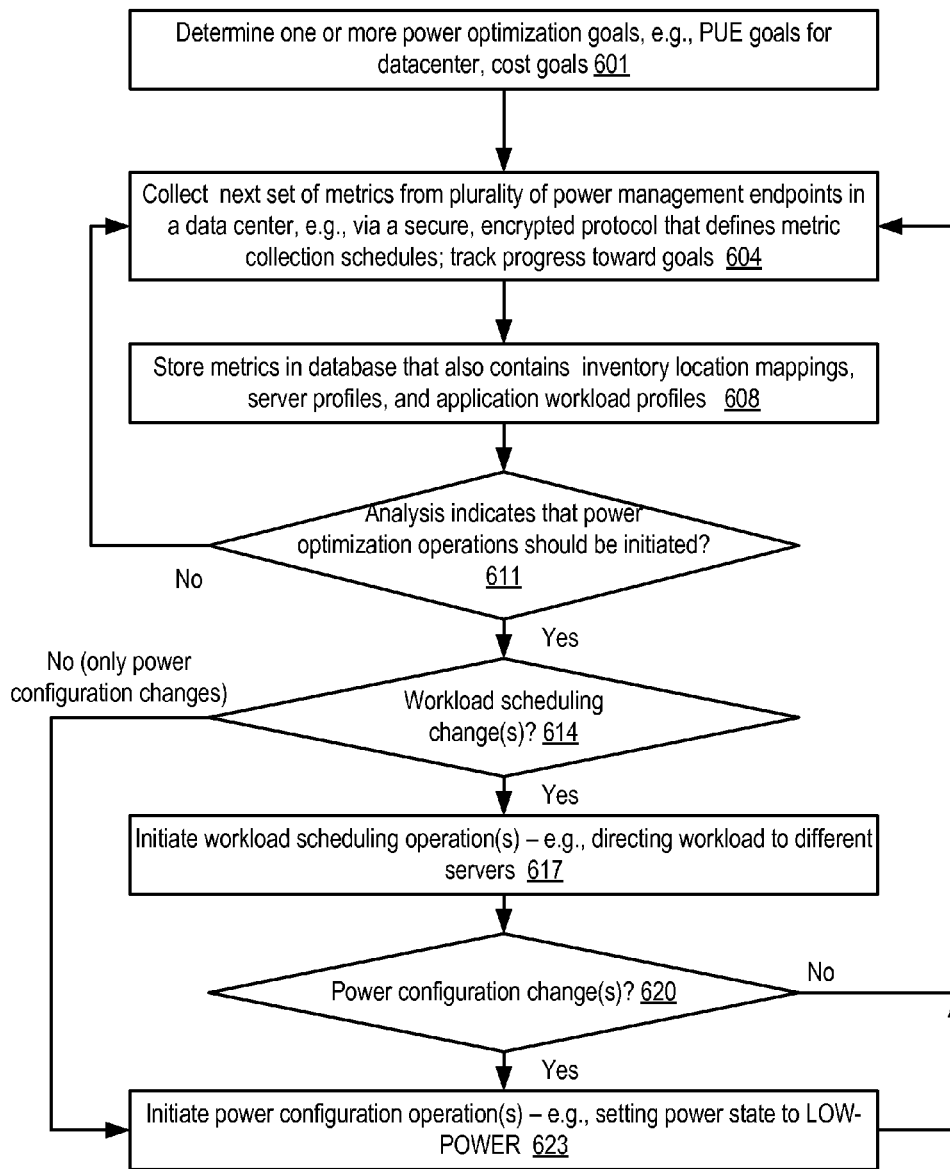 Determine one or more power optimization goals, e.g., PUE goals for
datacenter, cost goals 601
Collect next set of metrics from plurality of power management endpoints in
a data center, e.g., via a secure, encrypted protocol that defines metric
collection schedules; track progress toward goals 604
Store metrics in database that also contains inventory location mappings,
server profiles, and application workload profiles 608
Analysis indicates that power
optimization operations should be initiated?
611
No
Yes
No (only power
configuration changes)
Workload scheduling
change(s)? 614
Yes
Initiate workload scheduling operation(s) – e.g., directing workload to different
servers 617
Power configuration change(s)? 620
No
Yes
Initiate power configuration operation(s) – e.g., setting power state to LOW-
POWER 623